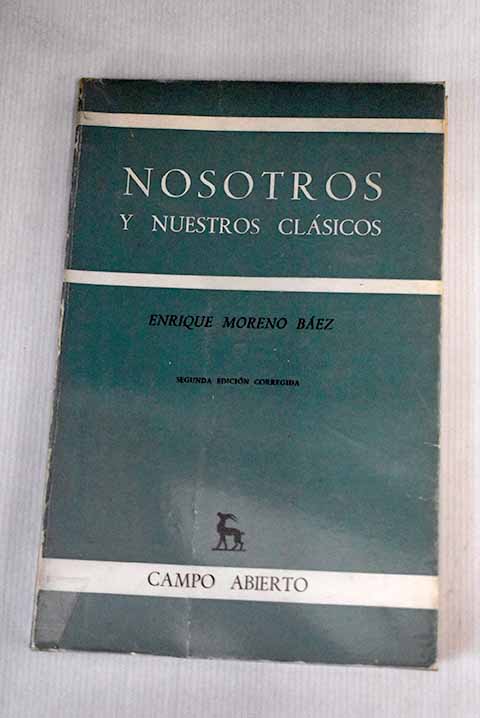 NOSOTROS
Y NUESTROS CLÁSICOS
ENRIQUE MORENO BÁEZ
SEGUNDA EDICIÓN CORREGIDA
CAMPO ABIERTO